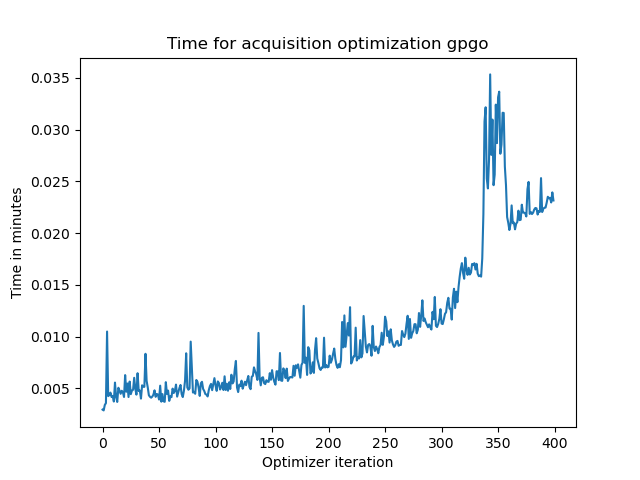 Time for acquisition optimization gpgo
0.035
0.030
0.025
0.020
0.015
0.010
0.005
Time in minutes
0 50 100 150 200 250 300 350 400
Optimizer iteration